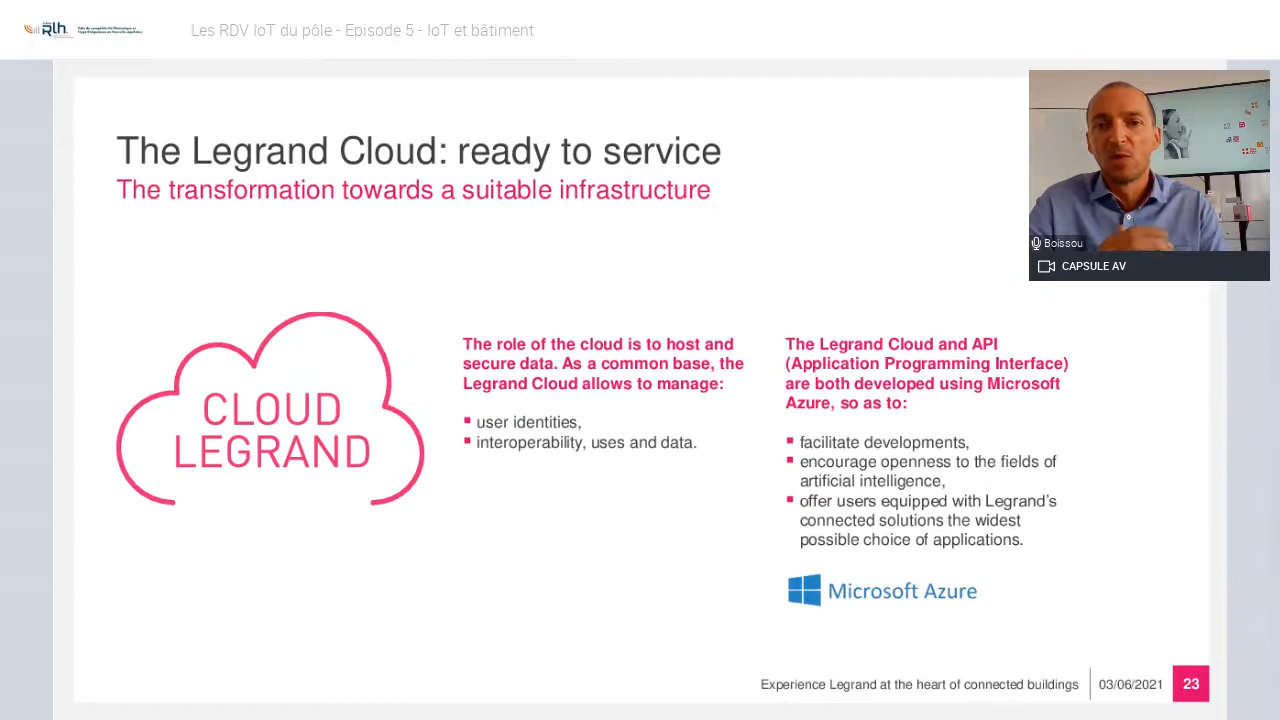 Rlh.
Les RDV IoT du pôle - Episode 5 - IoT et bâtiment
The Legrand Cloud: ready to service
The transformation towards a suitable infrastructure
Boissou
CAPSULE AV
CLOUD
LEGRAND
The role of the cloud is to host and
secure data. As a common base, the
Legrand Cloud allows to manage:
user identities,
interoperability, uses and data.
The Legrand Cloud and API
(Application Programming Interface)
are both developed using Microsoft
Azure, so as to:
facilitate developments,
encourage openness to the fields of
artificial intelligence,
offer users equipped with Legrand's
connected solutions the widest
possible choice of applications.
Microsoft Azure
Experience Legrand at the heart of connected buildings
03/06/2021
23